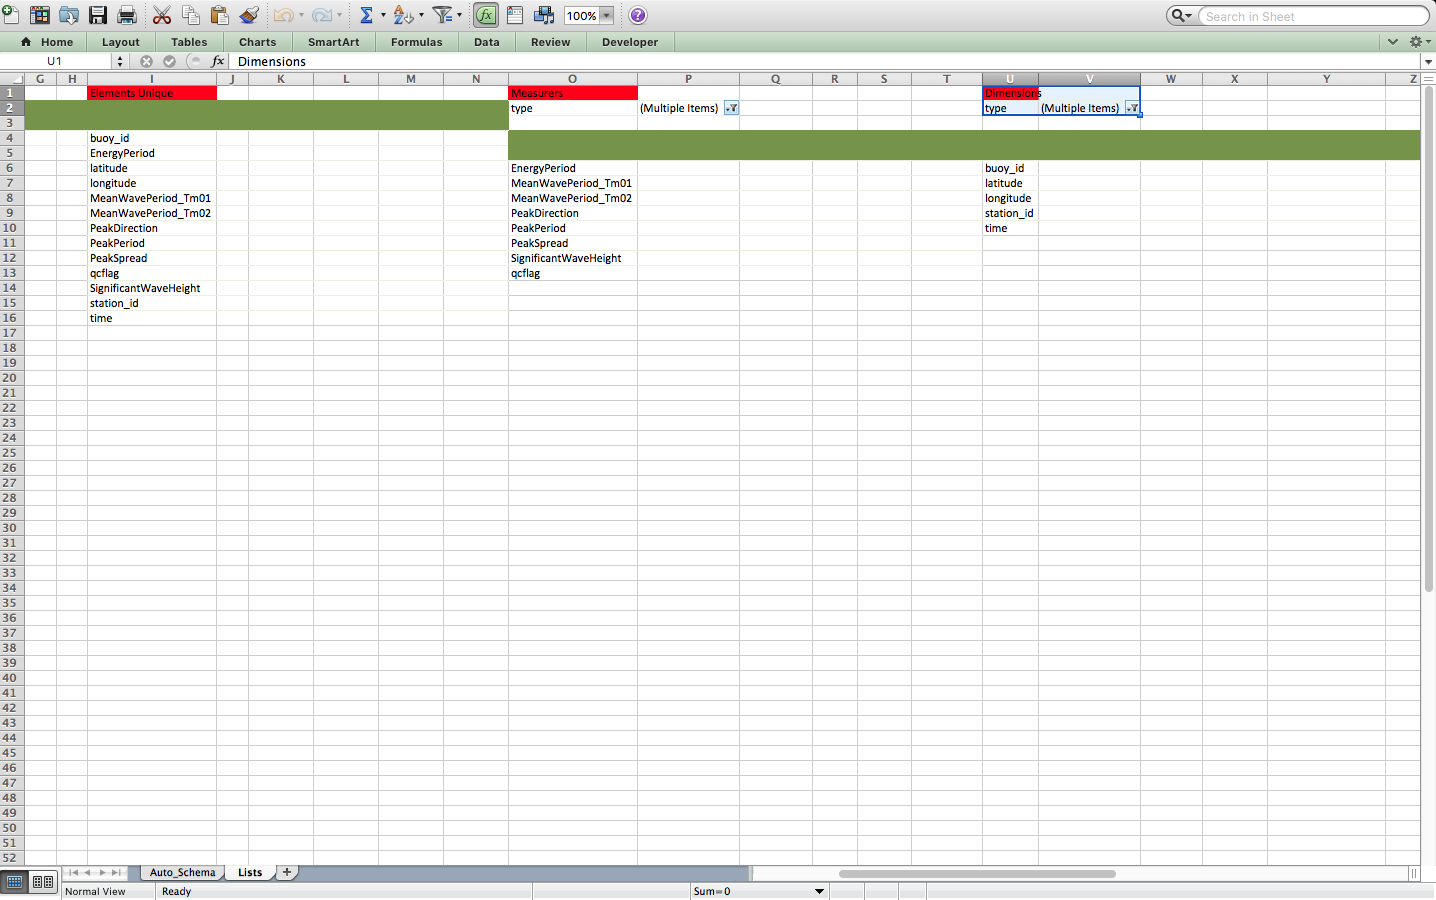 100%
Search in Sheet
Home Layout Tables Charts SmartArt Formulas Data Review Developer
U1 fx Dimensions
G H I J K L M N O P Q R S T U V W X Y Z
1 Elements Unique Measurers Dimensions
2 type (Multiple Items) type (Multiple Items)
3
4 buoy_id
5 EnergyPeriod
6 latitude EnergyPeriod buoy_id
7 longitude MeanWavePeriod_Tm01 latitude
8 MeanWavePeriod_Tm01 MeanWavePeriod_Tm02 longitude
9 MeanWavePeriod_Tm02 PeakDirection station_id
10 PeakDirection PeakPeriod time
11 PeakPeriod PeakSpread
12 PeakSpread SignificantWaveHeight
13 qcflag qcflag
14 SignificantWaveHeight
15 station_id
16 time
17
18
19
20
21
22
23
24
25
26
27
28
29
30
31
32
33
34
35
36
37
38
39
40
41
42
43
44
45
46
47
48
49
50
51
52
Auto_Schema Lists
Normal View Ready Sum=0